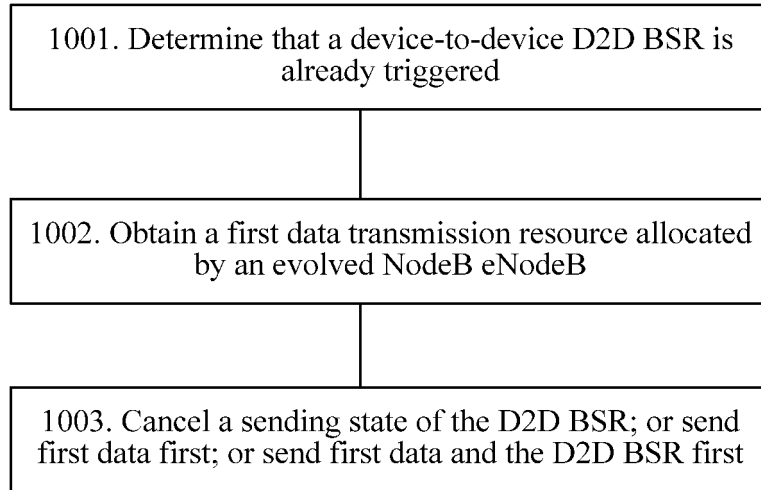 1001. Determine that a device-to-device D2D BSR is
already triggered
1002. Obtain a first data transmission resource allocated
by an evolved NodeB eNodeB
1003. Cancel a sending state of the D2D BSR; or send
first data first; or send first data and the D2D BSR first